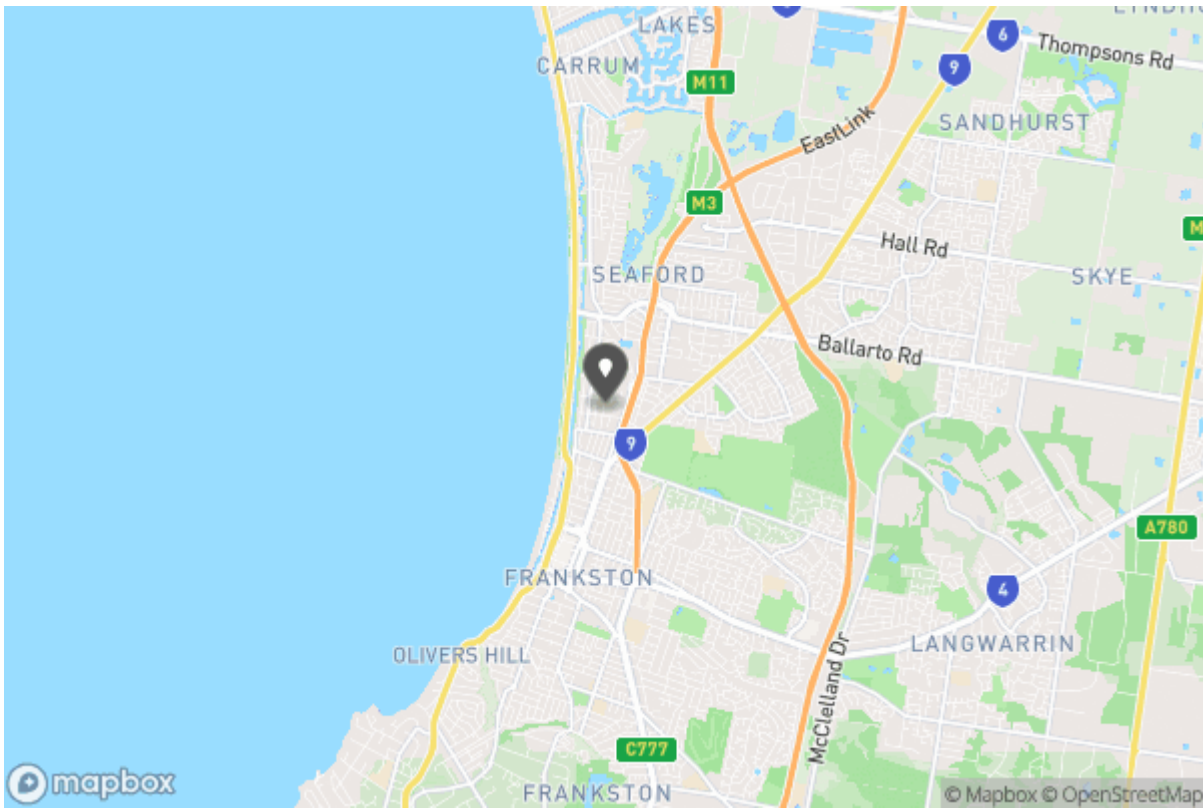 LYNDHU
LAKES
6
Thompsons Rd
CARRUM
9
M11
SANDHURST
EastLink
M3
M
Hall Rd
SEAFORD
SKYE
Ballarto Rd
9
A780
FRANKSTON
4
LANGWARRIN
OLIVERS HILL
McClelland Dr
C777
mapbox
FRANKSTON
© Mapbox © OpenStreetMap